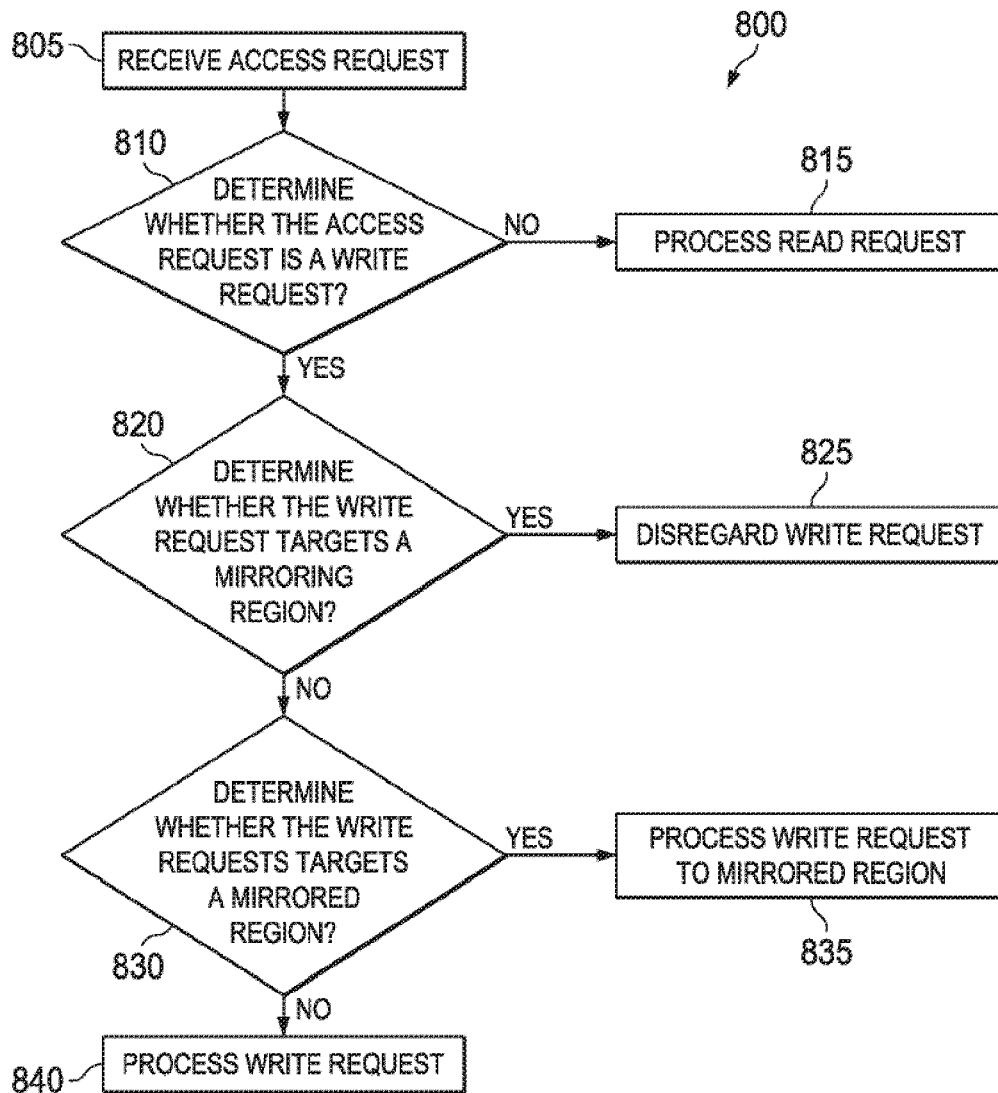 805
RECEIVE ACCESS REQUEST
800
810
DETERMINE
WHETHER THE ACCESS
REQUEST IS A WRITE
REQUEST?
NO
815
PROCESS READ REQUEST
YES
820
DETERMINE
WHETHER THE WRITE
REQUEST TARGETS A
MIRRORING
REGION?
YES
825
DISREGARD WRITE REQUEST
NO
DETERMINE
WHETHER THE WRITE
REQUESTS TARGETS
A MIRRORED
REGION?
830
YES
PROCESS WRITE REQUEST
TO MIRRORED REGION
835
NO
840
PROCESS WRITE REQUEST